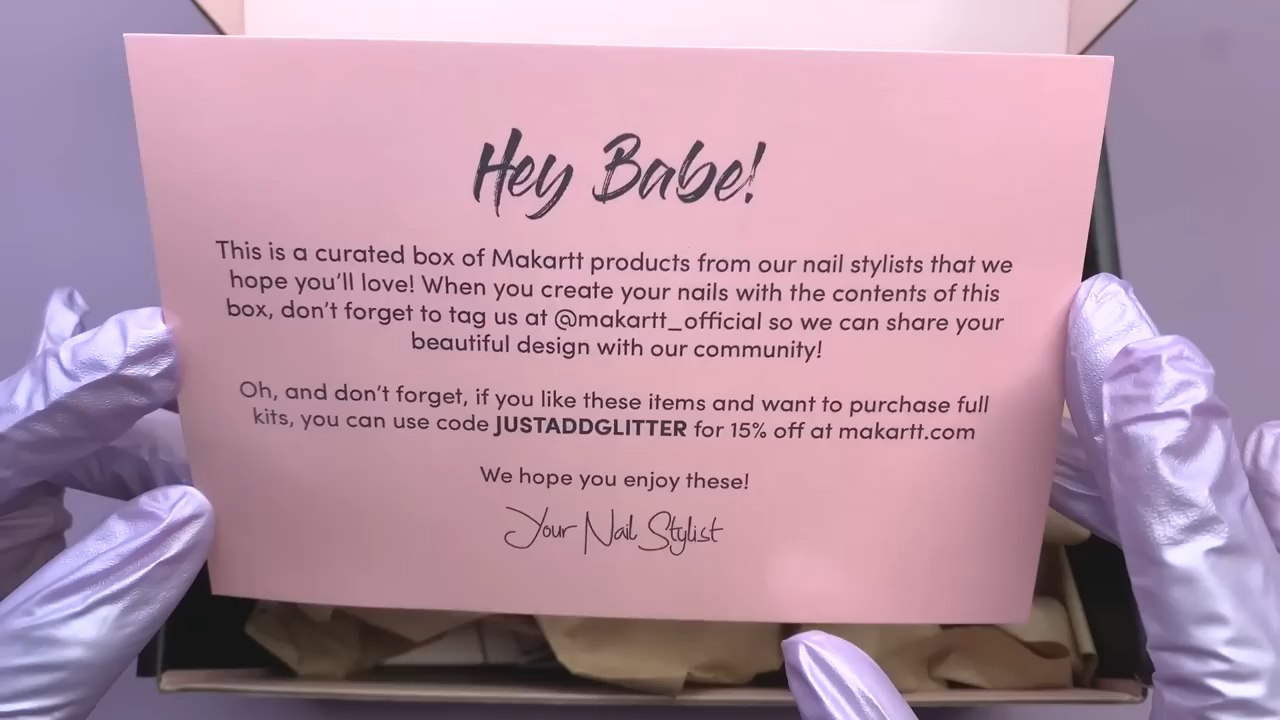 Hey Babe!
This is a curated box of Makartt products from our nail stylists that we
hope you'll love! When you create your nails with the contents of this
box, don't forget to tag us at @makartt_official so we can share your
beautiful design with our community!
Oh, and don't forget, if you like these items and want to purchase full
kits, you can use code JUSTADDGLITTER for 15% off at makartt.com
We hope you enjoy these!
Your Nail Stylist